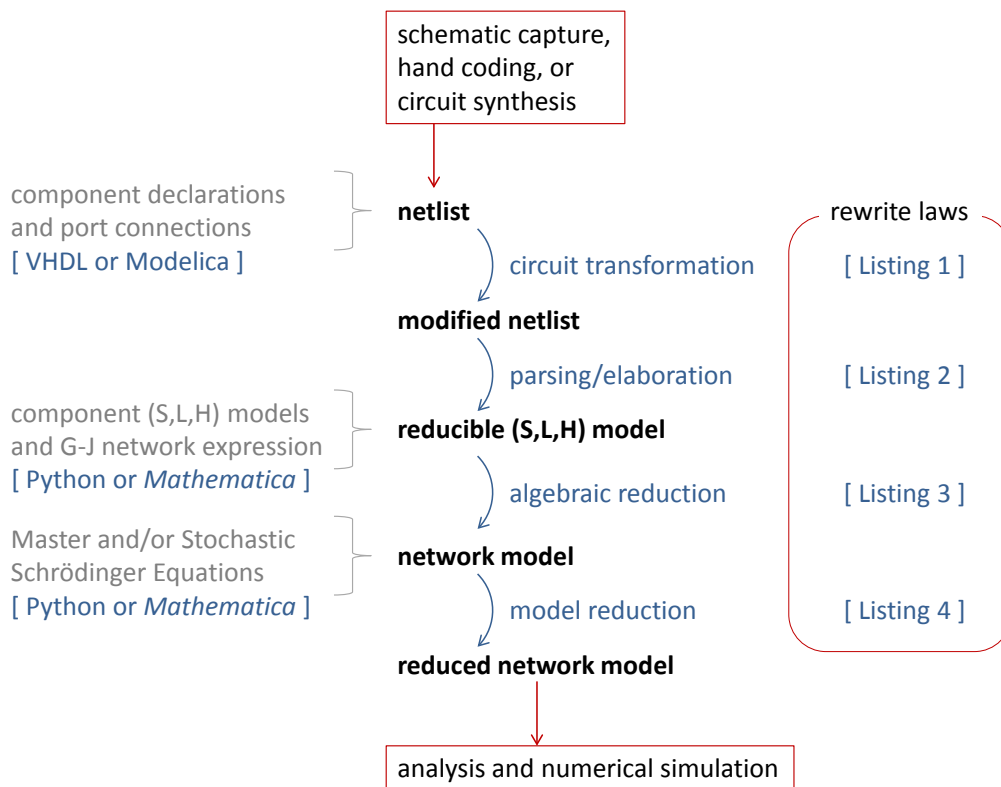 schematic capture,
hand coding, or
circuit synthesis
component declarations
and port connections
[ VHDL or Modelica ]
netlist
rewrite laws
circuit transformation
[ Listing 1 ]
modified netlist
parsing/elaboration
[ Listing 2 ]
component (S,L,H) models
and G-J network expression
[ Python or Mathematica ]
reducible (S,L,H) model
algebraic reduction
[ Listing 3 ]
Master and/or Stochastic
Schrödinger Equations
[ Python or Mathematica ]
network model
model reduction
[ Listing 4 ]
reduced network model
analysis and numerical simulation